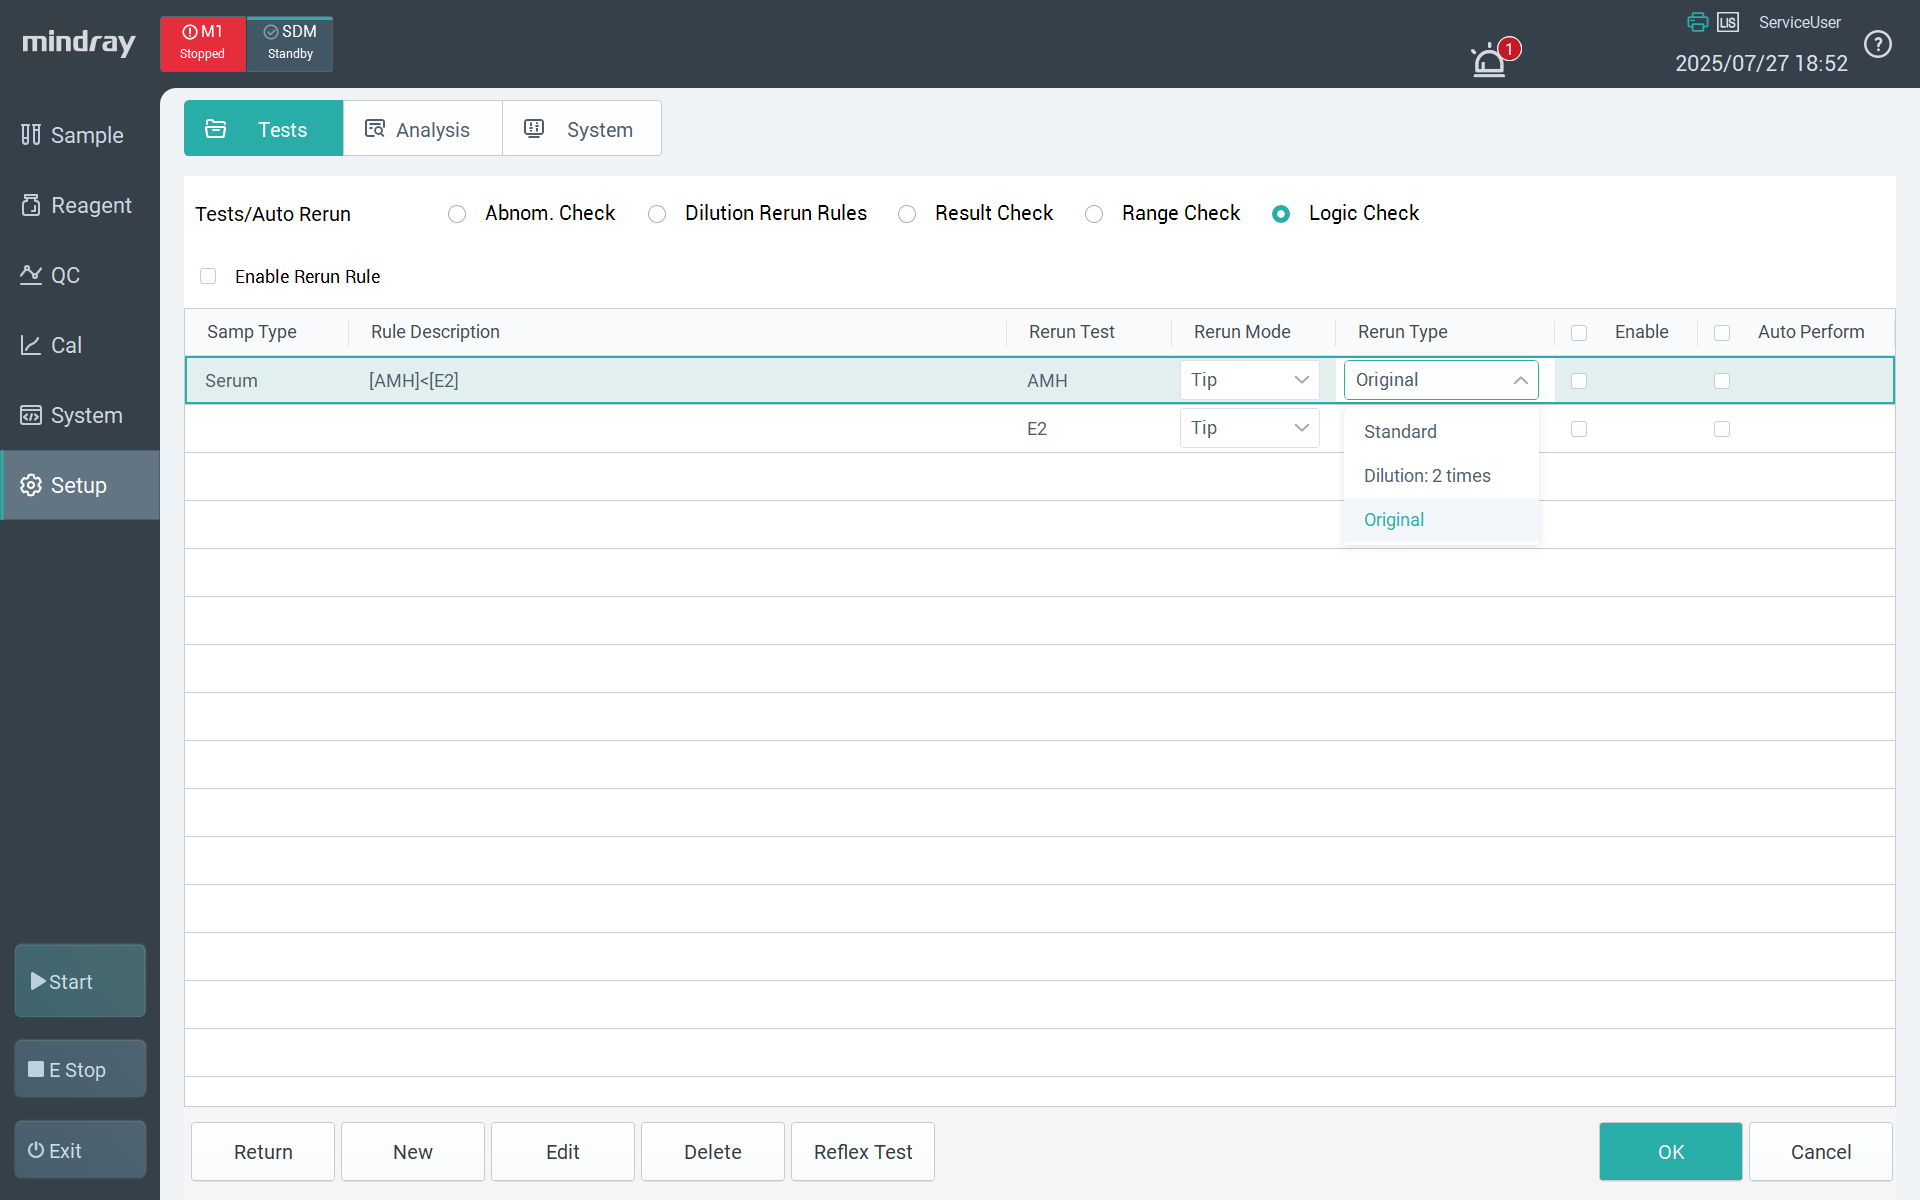 mindray
M1
Stopped
SDM
Standby
1
LIS
ServiceUser
2025/07/27 18:52
?
Sample
Reagent
QC
Cal
System
Setup
Start
E Stop
Exit
Tests
Analysis
System
Tests/Auto Rerun
Abnom. Check
Dilution Rerun Rules
Result Check
Range Check
Logic Check
Enable Rerun Rule
Samp Type
Rule Description
Rerun Test
Rerun Mode
Rerun Type
Enable
Auto Perform
Serum
[AMH]<[E2]
AMH
Tip
Original
E2
Tip
Standard
Dilution: 2 times
Original
Return
New
Edit
Delete
Reflex Test
OK
Cancel